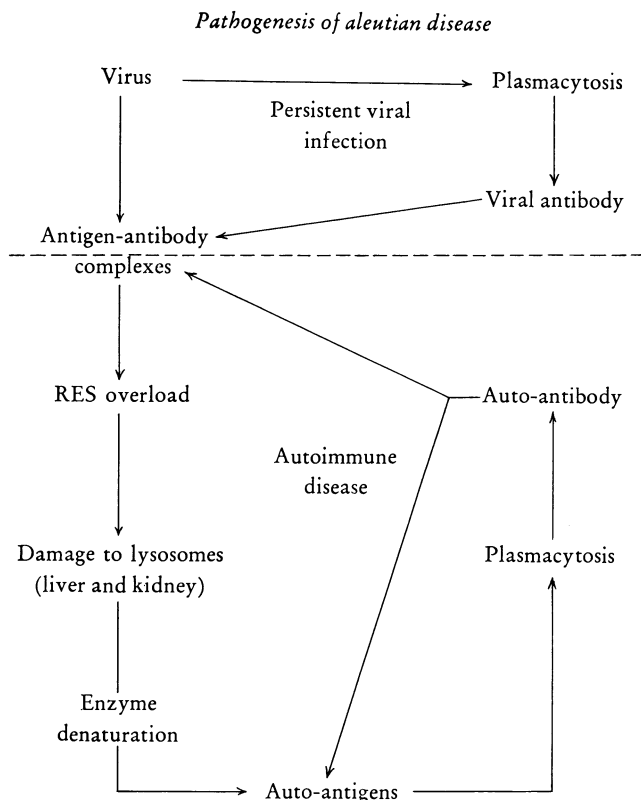 Pathogenesis of aleutian disease
Virus
Plasmacytosis
Persistent viral
infection
Viral antibody
Antigen-antibody
complexes
RES overload
Auto-antibody
Autoimmune
disease
Damage to lysosomes
(liver and kidney)
Plasmacytosis
Enzyme
denaturation
Auto-antigens